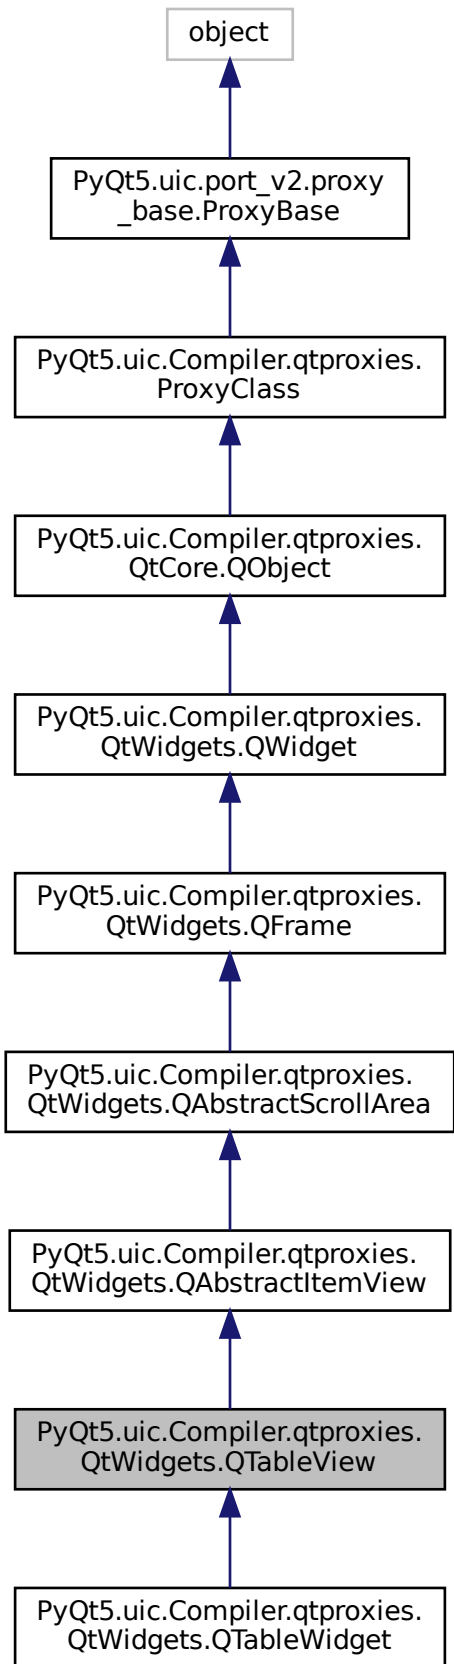 object
PyQt5.uic.port_v2.proxy
_base.ProxyBase
PyQt5.uic.Compiler.qtproxies.
ProxyClass
PyQt5.uic.Compiler.qtproxies.
QtCore.QObject
PyQt5.uic.Compiler.qtproxies.
QtWidgets.QWidget
PyQt5.uic.Compiler.qtproxies.
QtWidgets.QFrame
PyQt5.uic.Compiler.qtproxies.
QtWidgets.QAbstractScrollArea
PyQt5.uic.Compiler.qtproxies.
QtWidgets.QAbstractItemView
PyQt5.uic.Compiler.qtproxies.
QtWidgets.QTableView
PyQt5.uic.Compiler.qtproxies.
QtWidgets.QTableWidget